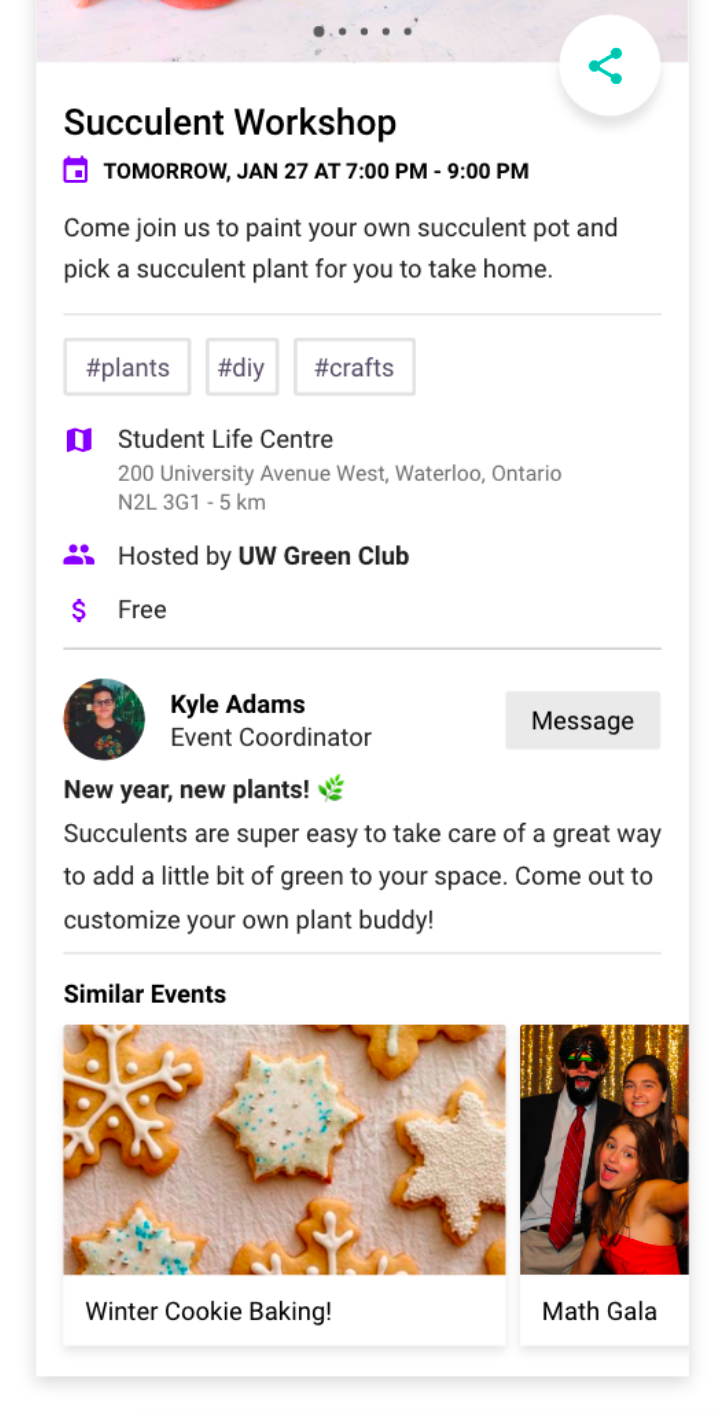 Succulent Workshop
TOMORROW, JAN 27 AT 7:00 PM - 9:00 PM
Come join us to paint your own succulent pot and
pick a succulent plant for you to take home.
#plants #diy #crafts
Student Life Centre
200 University Avenue West, Waterloo, Ontario
N2L 3G1 - 5 km
Hosted by UW Green Club
Free
Kyle Adams
Event Coordinator
Message
New year, new plants! 🌿
Succulents are super easy to take care of a great way
to add a little bit of green to your space. Come out to
customize your own plant buddy!
Similar Events
Winter Cookie Baking!
Math Gala